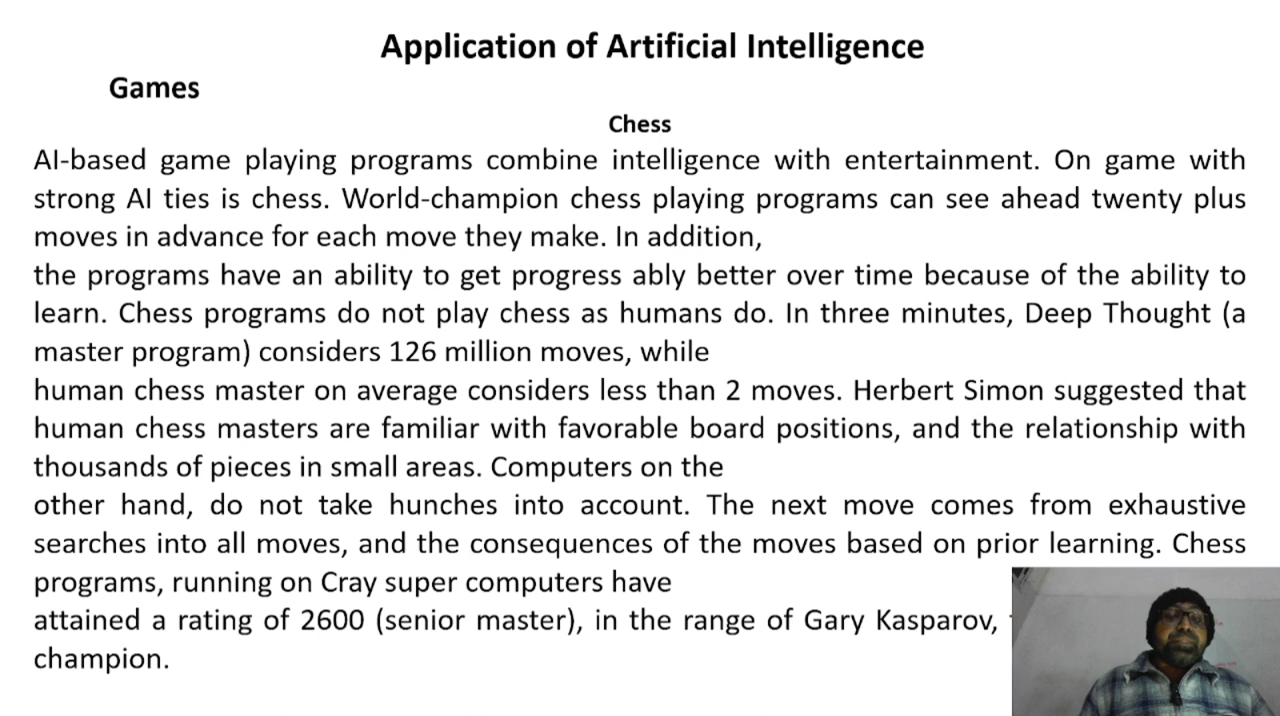 Application of Artificial Intelligence
Games
Chess
AI-based game playing programs combine intelligence with entertainment. On game with
strong AI ties is chess. World-champion chess playing programs can see ahead twenty plus
moves in advance for each move they make. In addition,
the programs have an ability to get progress ably better over time because of the ability to
learn. Chess programs do not play chess as humans do. In three minutes, Deep Thought (a
master program) considers 126 million moves, while
human chess master on average considers less than 2 moves. Herbert Simon suggested that
human chess masters are familiar with favorable board positions, and the relationship with
thousands of pieces in small areas. Computers on the
other hand, do not take hunches into account. The next move comes from exhaustive
searches into all moves, and the consequences of the moves based on prior learning. Chess
programs, running on Cray super computers have
attained a rating of 2600 (senior master), in the range of Gary Kasparov,
champion.